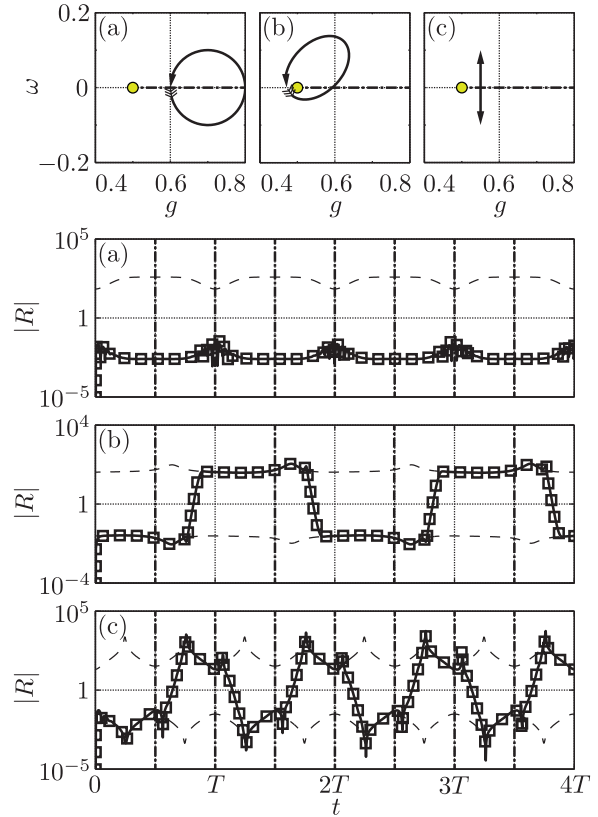 0.2 (a) (b) (c)
ω 0
−0.2
0.4 0.6 0.8 0.4 0.6 0.8 0.4 0.6 0.8
g g g
10^5 (a)
|R| 1
10^-5
10^4 (b)
|R| 1
10^-4
10^5 (c)
|R| 1
10^-5
0 T 2T 3T 4T
t